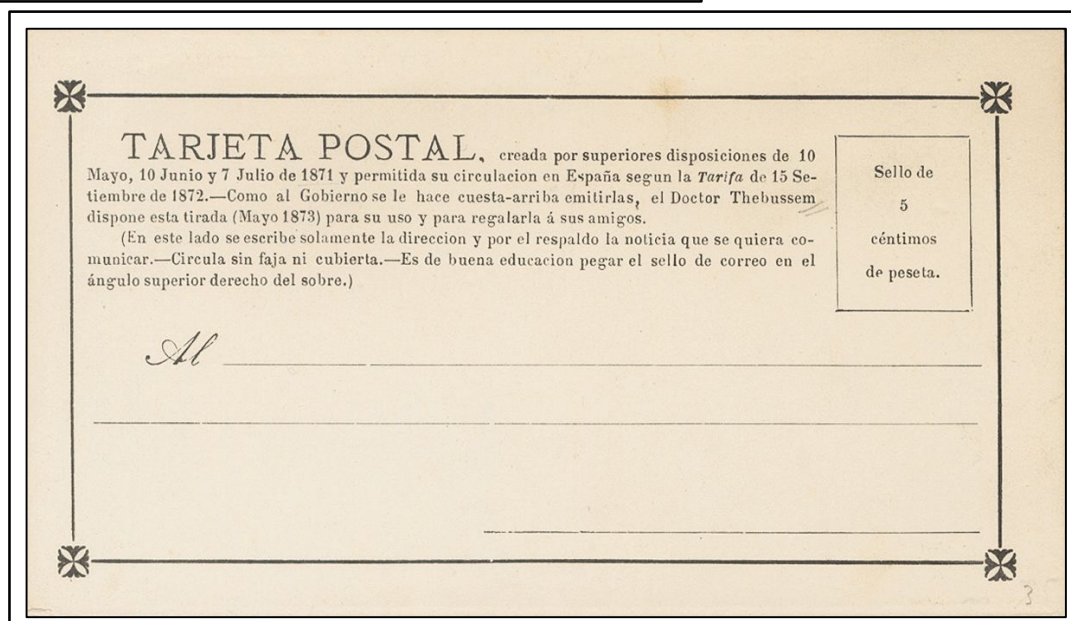 TARJETA POSTAL, creada por superiores disposiciones de 10
Mayo, 10 Junio y 7 Julio de 1871 y permitida su circulacion en España segun la Tarifa de 15 Se-
tiembre de 1872.—Como al Gobierno se le hace cuesta-arriba emitirlas, el Doctor Thebussem
dispone esta tirada (Mayo 1873) para su uso y para regalarla á sus amigos.
(En este lado se escribe solamente la direccion y por el respaldo la noticia que se quiera co-
municar.—Circula sin faja ni cubierta.—Es de buena educacion pegar el sello de correo en el
ángulo superior derecho del sobre.)
Sello de
5
céntimos
de peseta.
Al
3